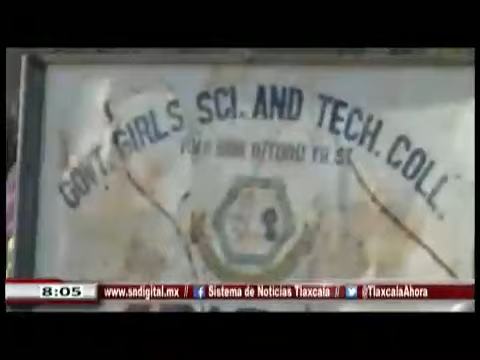 GOVT. GIRLS SCI. AND TECH. COLL.
8:05 www.sndigital.mx // Sistema de Noticias Tlaxcala // @TlaxcalaAhora